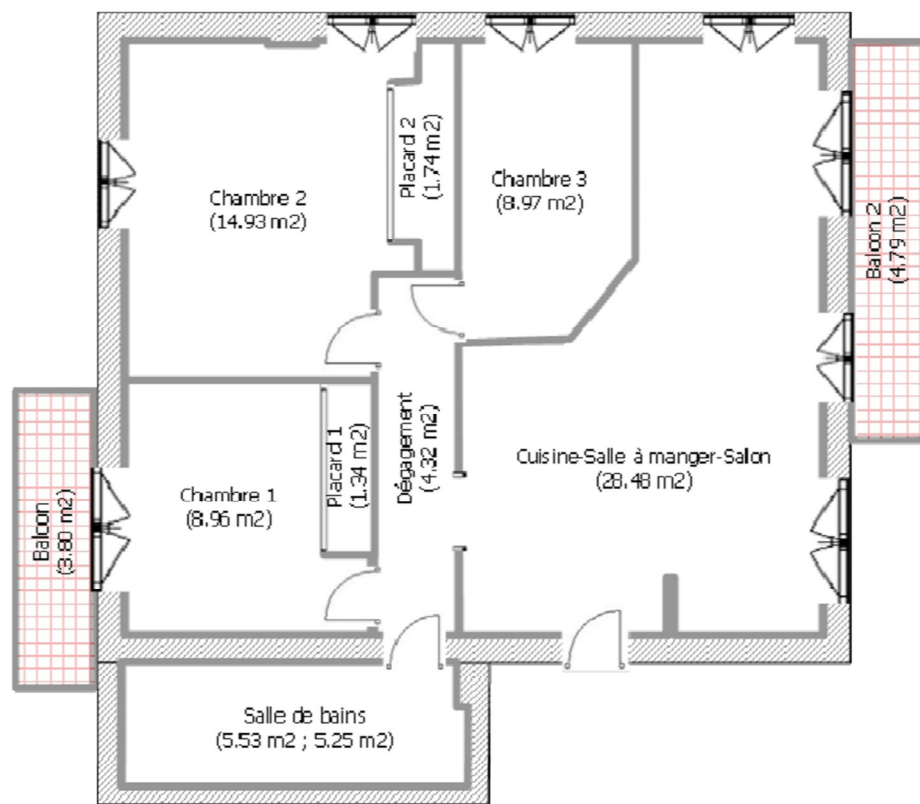 Chambre 2
(14.93 m2)
Placard 2
(1.74 m2)
Chambre 3
(8.97 m2)
Balcon 2
(4.79 m2)
Balcon
(3.80 m2)
Chambre 1
(8.96 m2)
Placard 1
(1.34 m2)
Dégagement
(4.32 m2)
Cuisine-Salle à manger-Salon
(28.48 m2)
Salle de bains
(5.53 m2 ; 5.25 m2)